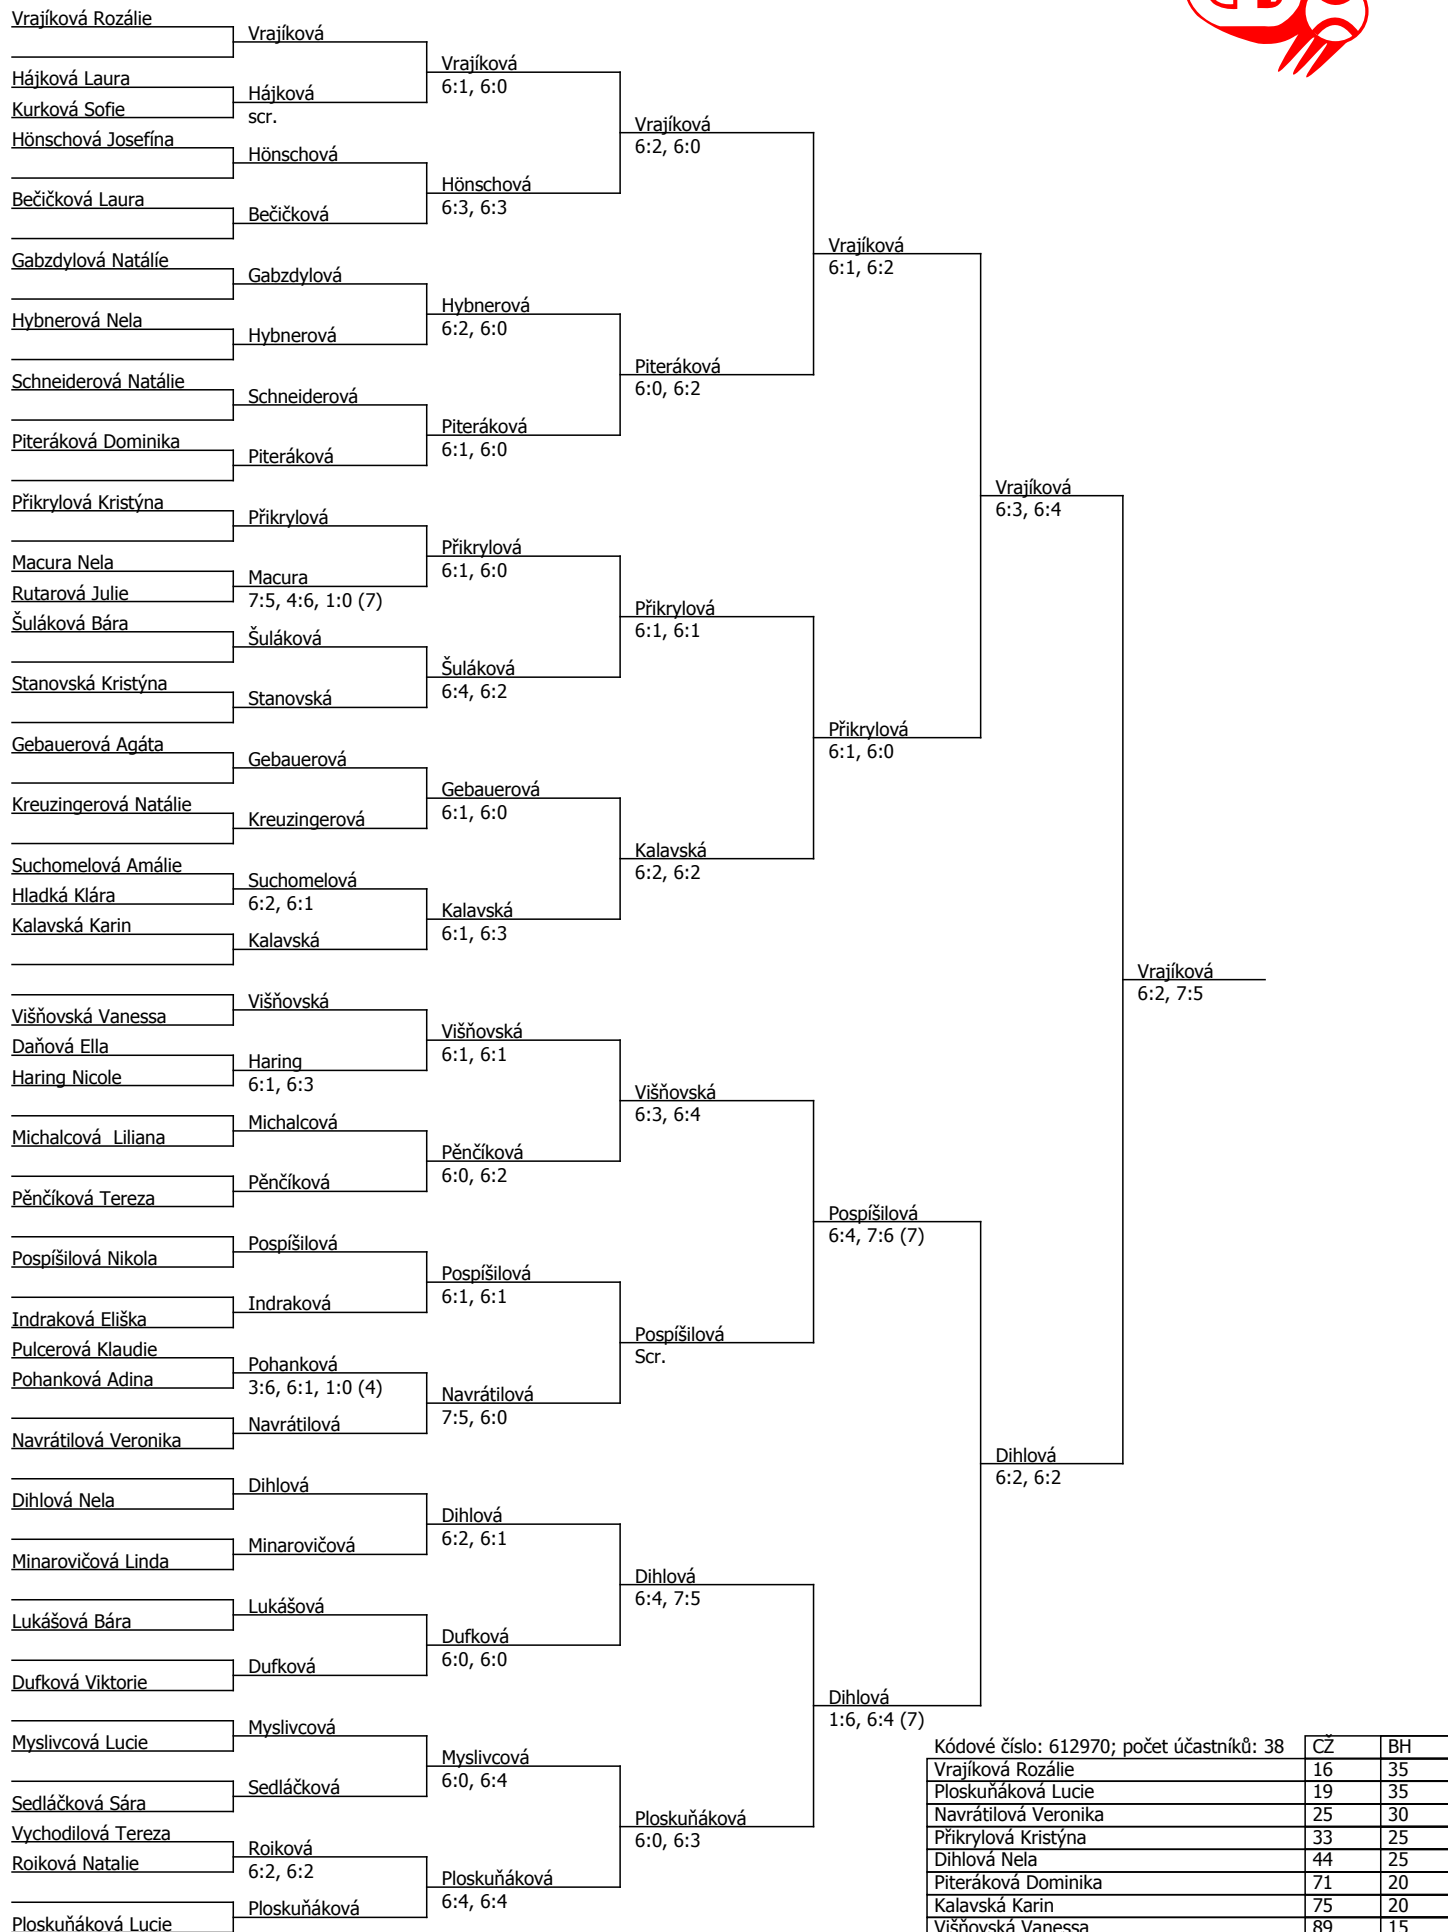 Vrajíková Rozálie
Hájková Laura
Kurková Sofie
Hönschová Josefína
Bečičková Laura
Gabzdylová Natálíe
Hybnerová Nela
Schneiderová Natálie
Piteráková Dominika
Přikrylová Kristýna
Macura Nela
Rutarová Julie
Šuláková Bára
Stanovská Kristýna
Gebauerová Agáta
Kreuzingerová Natálie
Suchomelová Amálie
Hladká Klára
Kalavská Karin
Višňovská Vanessa
Daňová Ella
Haring Nicole
Michalcová  Liliana
Pěnčíková Tereza
Pospíšilová Nikola
Indraková Eliška
Pulcerová Klaudie
Pohanková Adina
Navrátilová Veronika
Dihlová Nela
Minarovičová Linda
Lukášová Bára
Dufková Viktorie
Myslivcová Lucie
Sedláčková Sára
Vychodilová Tereza
Roiková Natalie
Ploskuňáková Lucie
Vrajíková
Hájková
scr.
Hönschová
Bečičková
Gabzdylová
Hybnerová
Schneiderová
Piteráková
Přikrylová
Macura
7:5, 4:6, 1:0 (7)
Šuláková
Stanovská
Gebauerová
Kreuzingerová
Suchomelová
6:2, 6:1
Kalavská
Višňovská
Haring
6:1, 6:3
Michalcová
Pěnčíková
Pospíšilová
Indraková
Pohanková
3:6, 6:1, 1:0 (4)
Navrátilová
Dihlová
Minarovičová
Lukášová
Dufková
Myslivcová
Sedláčková
Roiková
6:2, 6:2
Ploskuňáková
Vrajíková
6:1, 6:0
Hönschová
6:3, 6:3
Hybnerová
6:2, 6:0
Piteráková
6:1, 6:0
Přikrylová
6:1, 6:0
Šuláková
6:4, 6:2
Gebauerová
6:1, 6:0
Kalavská
6:1, 6:3
Višňovská
6:1, 6:1
Pěnčíková
6:0, 6:2
Pospíšilová
6:1, 6:1
Navrátilová
7:5, 6:0
Dihlová
6:2, 6:1
Dufková
6:0, 6:0
Myslivcová
6:0, 6:4
Ploskuňáková
6:4, 6:4
Vrajíková
6:2, 6:0
Piteráková
6:0, 6:2
Přikrylová
6:1, 6:1
Kalavská
6:2, 6:2
Višňovská
6:3, 6:4
Pospíšilová
Scr.
Dihlová
6:4, 7:5
Ploskuňáková
6:0, 6:3
Vrajíková
6:1, 6:2
Přikrylová
6:1, 6:0
Pospíšilová
6:4, 7:6 (7)
Dihlová
1:6, 6:4 (7)
Vrajíková
6:3, 6:4
Dihlová
6:2, 6:2
Vrajíková
6:2, 7:5
Kódové číslo: 612970; počet účastníků: 38 CŽ BH
Vrajíková Rozálie 16 35
Ploskuňáková Lucie 19 35
Navrátilová Veronika 25 30
Přikrylová Kristýna 33 25
Dihlová Nela 44 25
Piteráková Dominika 71 20
Kalavská Karin 75 20
Višňovská Vanessa 89 15